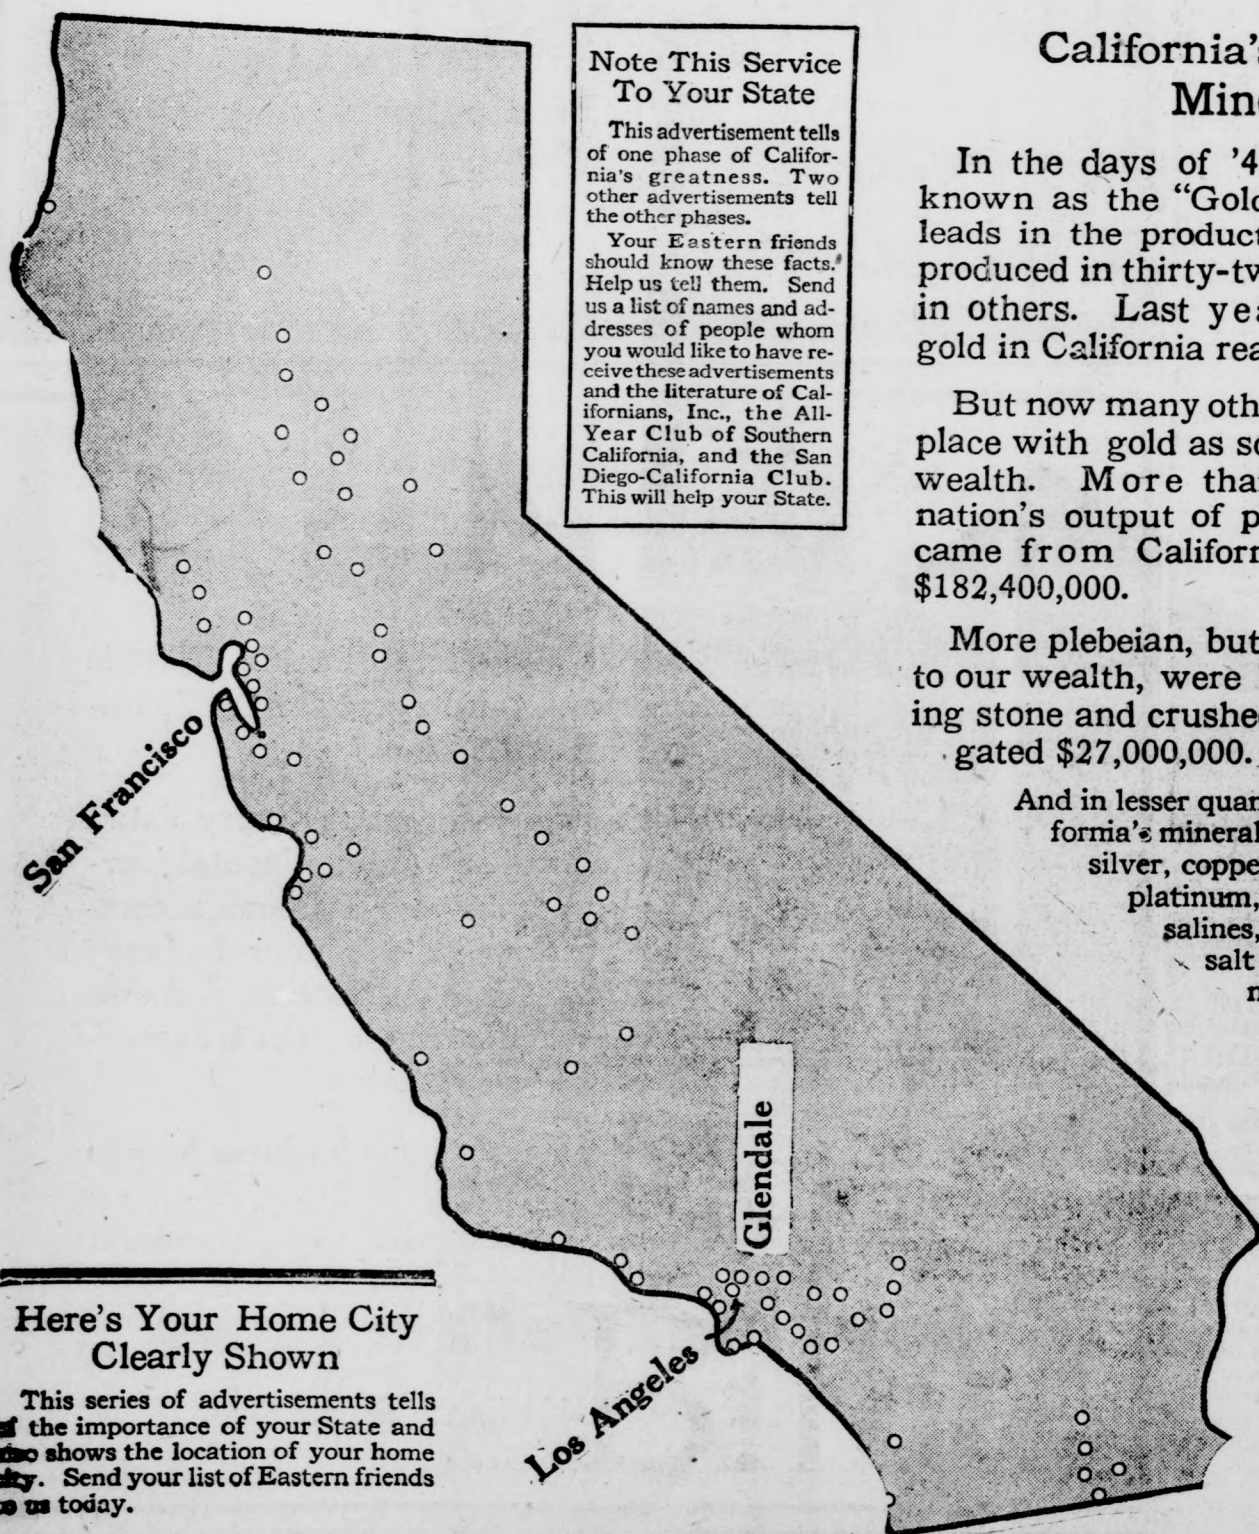 Note This Service
To Your State
This advertisement tells
of one phase of Califor-
nia's greatness. Two
other advertisements tell
the other phases.
Your Eastern friends
should know these facts.
Help us tell them. Send
us a list of names and ad-
dresses of people whom
you would like to have re-
ceive these advertisements
and the literature of Cal-
ifornians, Inc., the All-
Year Club of Southern
California, and the San
Diego-California Club.
This will help your State.
California's
Min
In the days of '4
known as the "Gold
leads in the product
produced in thirty-tw
in others. Last yea
gold in California rea
But now many oth
place with gold as so
wealth. More tha
nation's output of p
came from Californ
$182,400,000.
More plebeian, but
to our wealth, were
ing stone and crushe
gated $27,000,000.
And in lesser quan
fornia's mineral
silver, coppe
platinum,
salines,
salt
San Francisco
Glendale
Los Angeles
Here's Your Home City
Clearly Shown
This series of advertisements tells
the importance of your State and
shows the location of your home
Send your list of Eastern friends
us today.